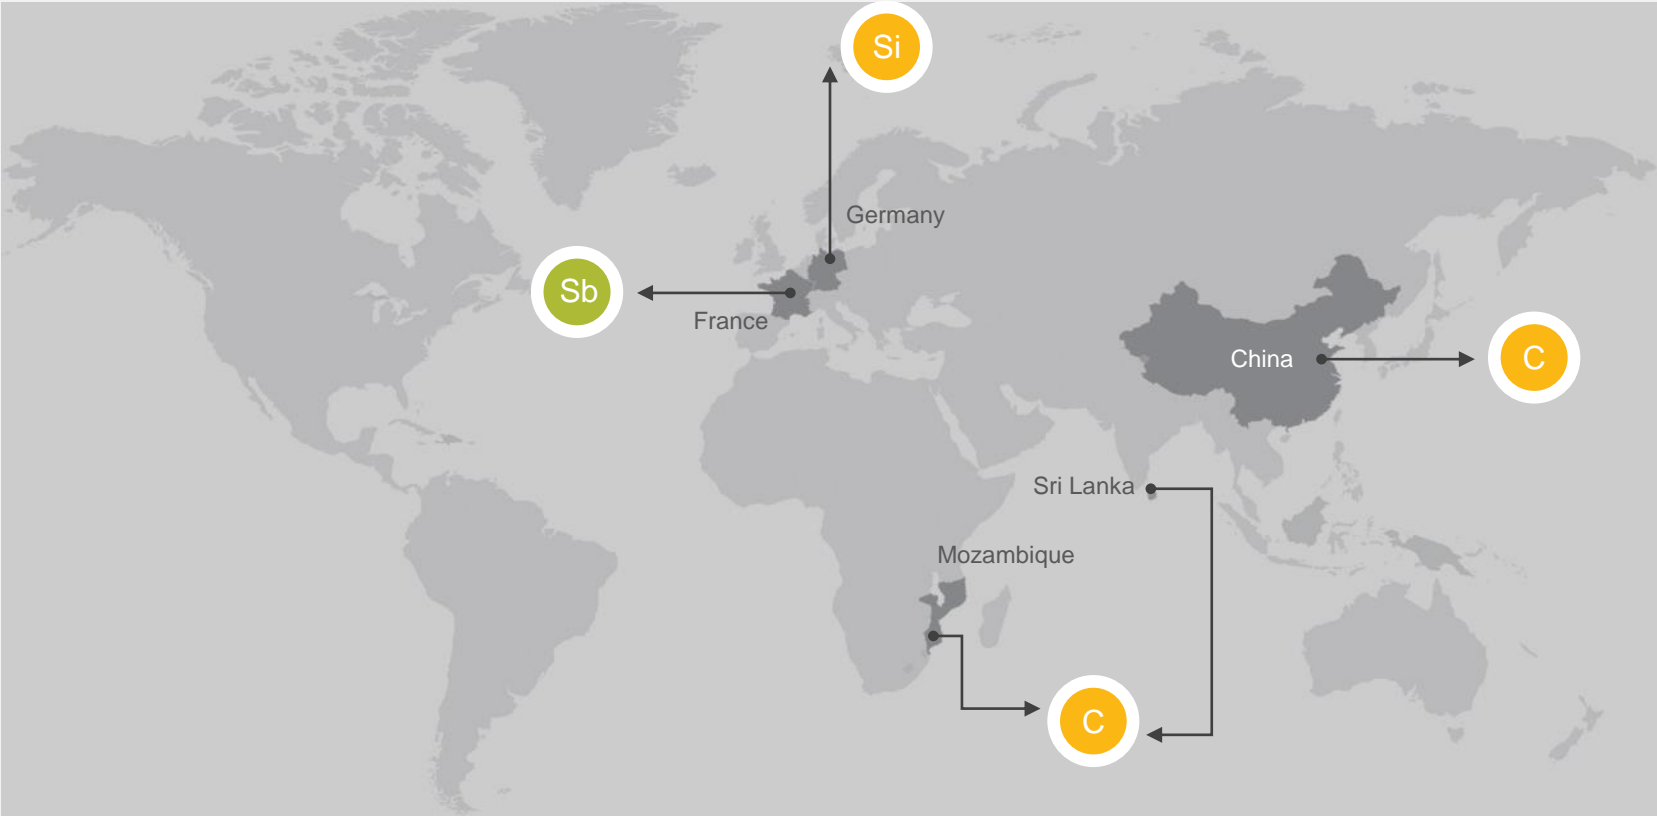 Si
Germany
Sb
France
China
C
Sri Lanka
Mozambique
C